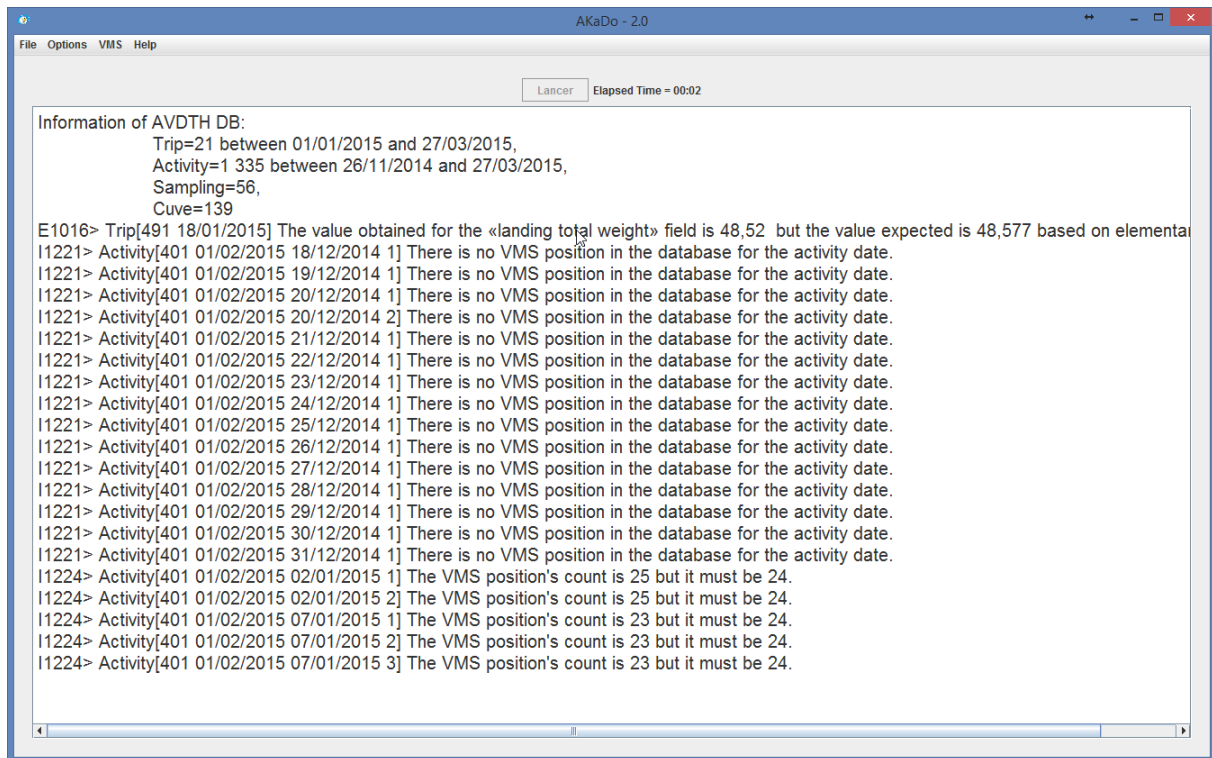 AKaDo - 2.0
File Options VMS Help
Lancer Elapsed Time = 00:02
Information of AVDTH DB:
Trip=21 between 01/01/2015 and 27/03/2015,
Activity=1 335 between 26/11/2014 and 27/03/2015,
Sampling=56,
Cuve=139
E1016> Trip[491 18/01/2015] The value obtained for the «landing total weight» field is 48,52 but the value expected is 48,577 based on elementar
I1221> Activity[401 01/02/2015 18/12/2014 1] There is no VMS position in the database for the activity date.
I1221> Activity[401 01/02/2015 19/12/2014 1] There is no VMS position in the database for the activity date.
I1221> Activity[401 01/02/2015 20/12/2014 1] There is no VMS position in the database for the activity date.
I1221> Activity[401 01/02/2015 20/12/2014 2] There is no VMS position in the database for the activity date.
I1221> Activity[401 01/02/2015 21/12/2014 1] There is no VMS position in the database for the activity date.
I1221> Activity[401 01/02/2015 22/12/2014 1] There is no VMS position in the database for the activity date.
I1221> Activity[401 01/02/2015 23/12/2014 1] There is no VMS position in the database for the activity date.
I1221> Activity[401 01/02/2015 24/12/2014 1] There is no VMS position in the database for the activity date.
I1221> Activity[401 01/02/2015 25/12/2014 1] There is no VMS position in the database for the activity date.
I1221> Activity[401 01/02/2015 26/12/2014 1] There is no VMS position in the database for the activity date.
I1221> Activity[401 01/02/2015 27/12/2014 1] There is no VMS position in the database for the activity date.
I1221> Activity[401 01/02/2015 28/12/2014 1] There is no VMS position in the database for the activity date.
I1221> Activity[401 01/02/2015 29/12/2014 1] There is no VMS position in the database for the activity date.
I1221> Activity[401 01/02/2015 30/12/2014 1] There is no VMS position in the database for the activity date.
I1221> Activity[401 01/02/2015 31/12/2014 1] There is no VMS position in the database for the activity date.
I1224> Activity[401 01/02/2015 02/01/2015 1] The VMS position's count is 25 but it must be 24.
I1224> Activity[401 01/02/2015 02/01/2015 2] The VMS position's count is 25 but it must be 24.
I1224> Activity[401 01/02/2015 07/01/2015 1] The VMS position's count is 23 but it must be 24.
I1224> Activity[401 01/02/2015 07/01/2015 2] The VMS position's count is 23 but it must be 24.
I1224> Activity[401 01/02/2015 07/01/2015 3] The VMS position's count is 23 but it must be 24.